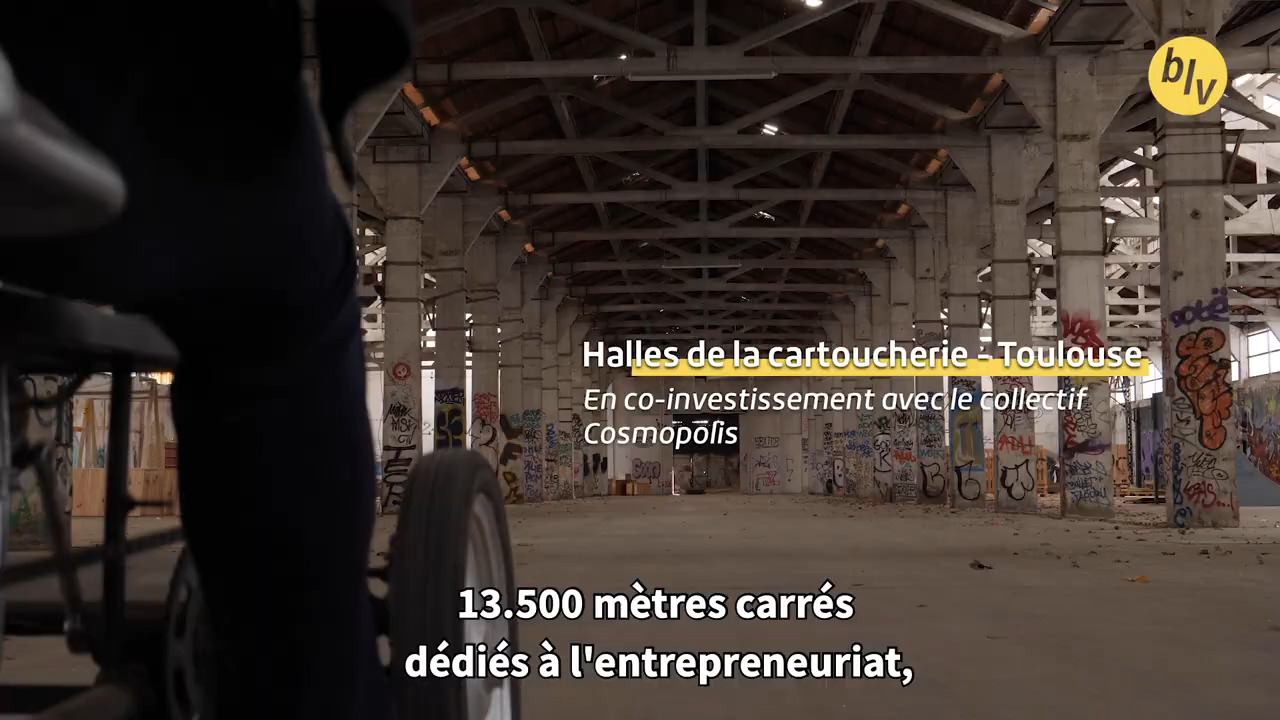 blv
Halles de la cartoucherie - Toulouse
En co-investissement avec le collectif
Cosmopolis
13.500 mètres carrés
dédiés à l'entrepreneuriat,